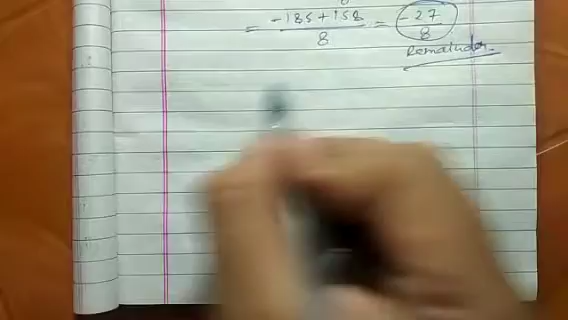 = -185+158 / 8 = -27 / 8
Remainder